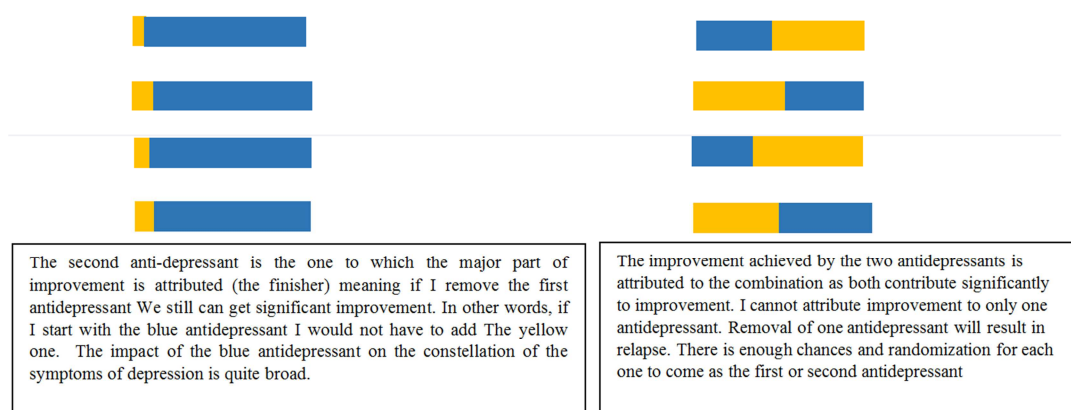 The second anti-depressant is the one to which the major part of
improvement is attributed (the finisher) meaning if I remove the first
antidepressant We still can get significant improvement. In other words, if
I start with the blue antidepressant I would not have to add The yellow
one. The impact of the blue antidepressant on the constellation of the
symptoms of depression is quite broad.
The improvement achieved by the two antidepressants is
attributed to the combination as both contribute significantly
to improvement. I cannot attribute improvement to only one
antidepressant. Removal of one antidepressant will result in
relapse. There is enough chances and randomization for each
one to come as the first or second antidepressant